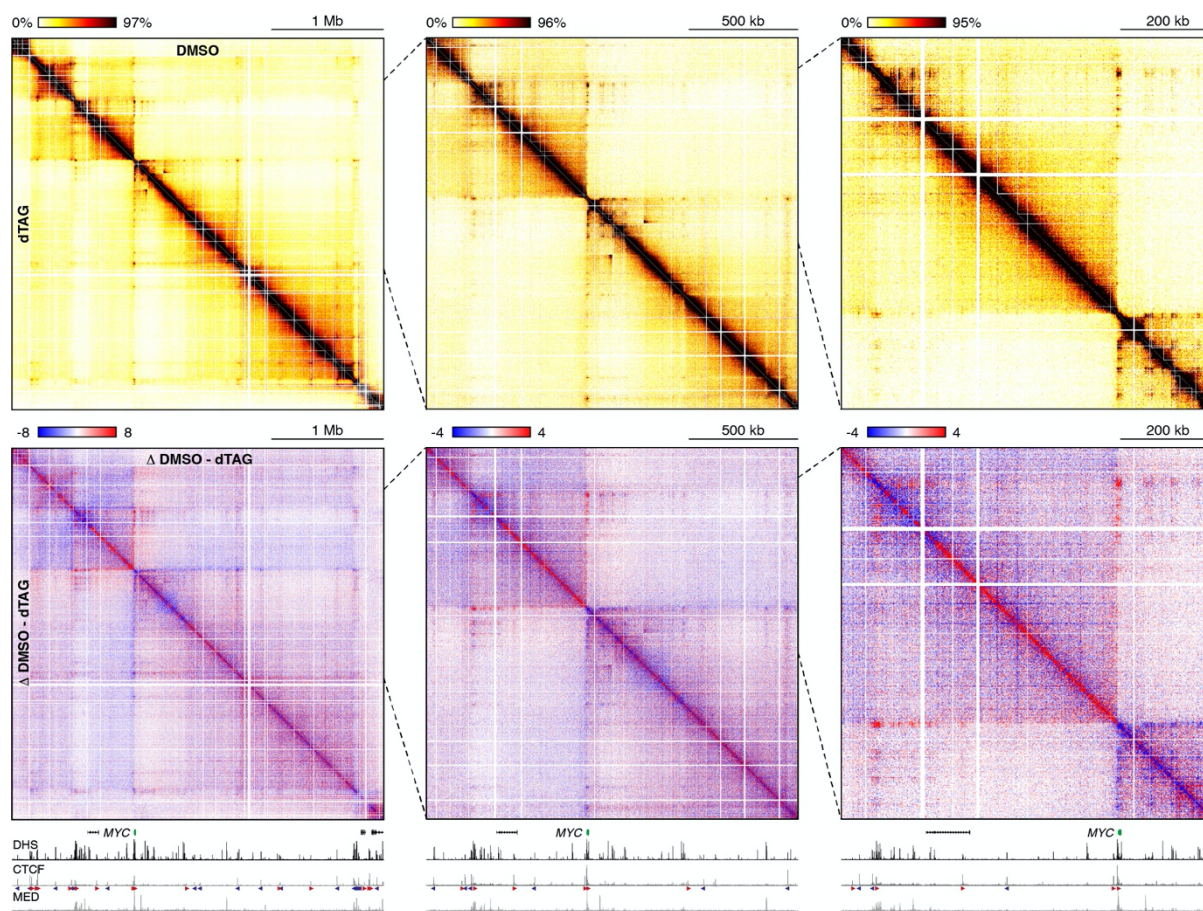 0% 97% 1 Mb 0% 96% 500 kb 0% 95% 200 kb
DMSO
dTAG
-8 8 1 Mb -4 4 500 kb -4 4 200 kb
Δ DMSO - dTAG
Δ DMSO - dTAG
MYC MYC MYC
DHS
CTCF
MED